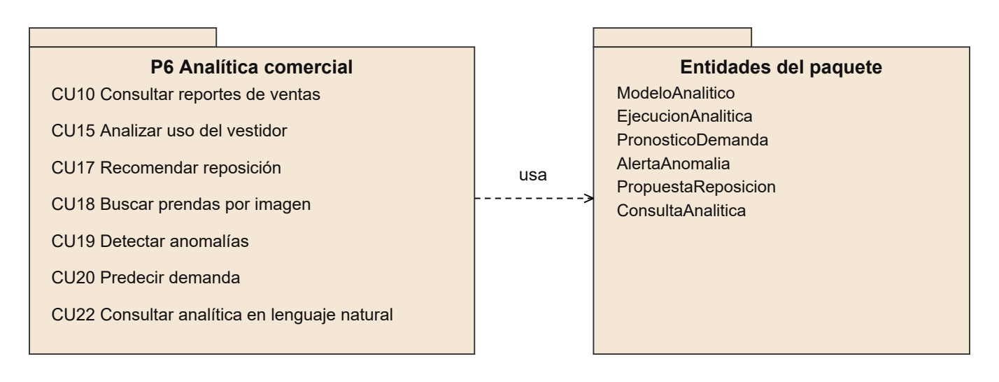 P6 Analítica comercial
CU10 Consultar reportes de ventas
CU15 Analizar uso del vestidor
CU17 Recomendar reposición
CU18 Buscar prendas por imagen
CU19 Detectar anomalías
CU20 Predecir demanda
CU22 Consultar analítica en lenguaje natural
usa
Entidades del paquete
ModeloAnalitico
EjecucionAnalitica
PronosticoDemanda
AlertaAnomalia
PropuestaReposicion
ConsultaAnalitica